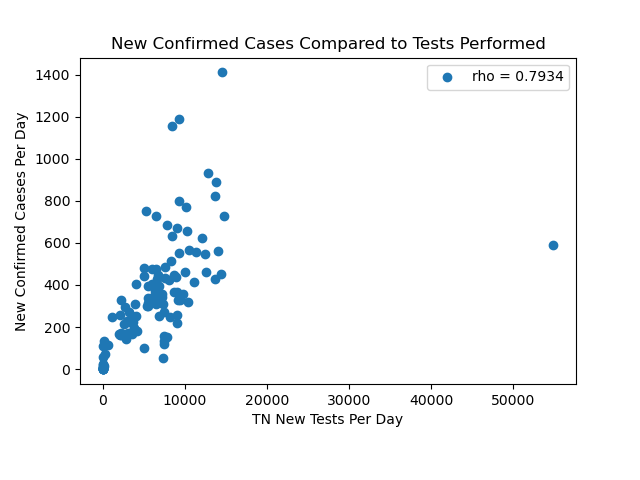 New Confirmed Cases Compared to Tests Performed
rho = 0.7934
New Confirmed Caeses Per Day
1400
1200
1000
800
600
400
200
0
0 10000 20000 30000 40000 50000
TN New Tests Per Day